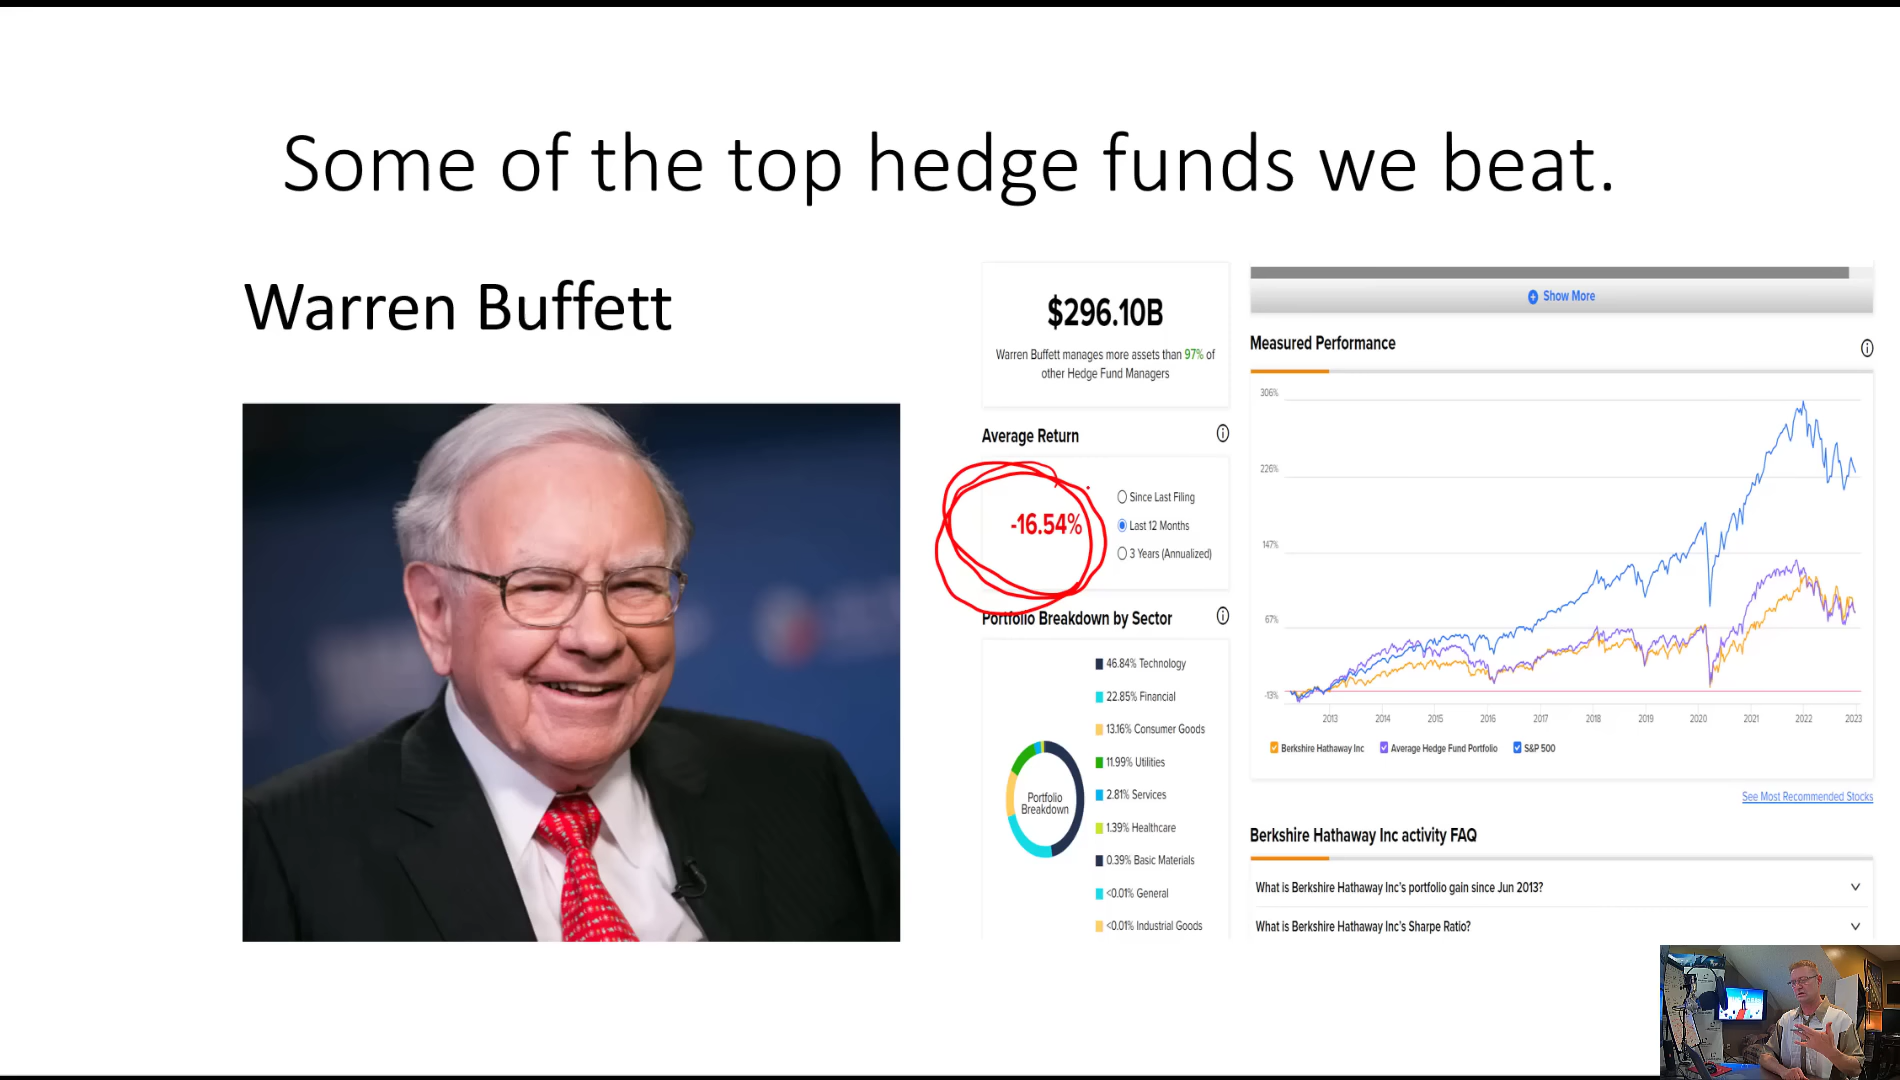 Some of the top hedge funds we beat.
Warren Buffett
$296.10B
Warren Buffett manages more assets than 97% of
other Hedge Fund Managers
Average Return
-16.54%
Since Last Filing
Last 12 Months
3 Years (Annualized)
Portfolio Breakdown by Sector
Portfolio
Breakdown
46.84% Technology
22.85% Financial
13.16% Consumer Goods
11.99% Utilities
2.81% Services
1.39% Healthcare
0.39% Basic Materials
<0.01% General
<0.01% Industrial Goods
Show More
Measured Performance
306%
226%
147%
67%
-13%
2013 2014 2015 2016 2017 2018 2019 2020 2021 2022 2023
Berkshire Hathaway Inc Average Hedge Fund Portfolio S&P 500
See Most Recommended Stocks
Berkshire Hathaway Inc activity FAQ
What is Berkshire Hathaway Inc's portfolio gain since Jun 2013?
What is Berkshire Hathaway Inc's Sharpe Ratio?